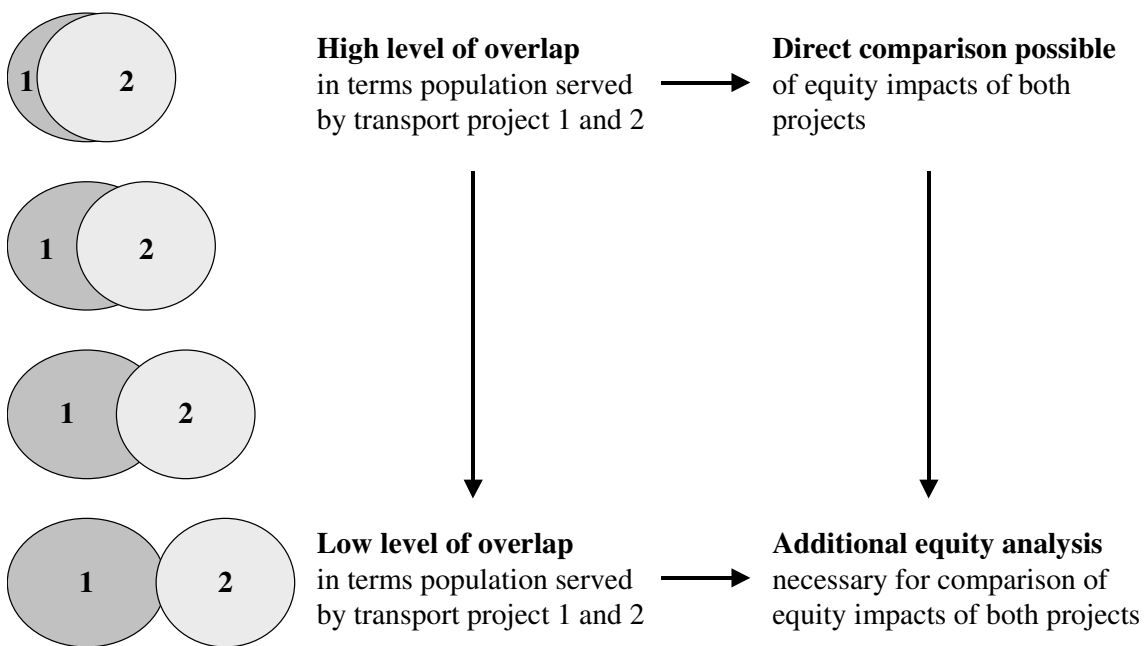 1 2
High level of overlap
in terms population served
by transport project 1 and 2
Direct comparison possible
of equity impacts of both
projects
1 2
1 2
1 2
Low level of overlap
in terms population served
by transport project 1 and 2
Additional equity analysis
necessary for comparison of
equity impacts of both projects